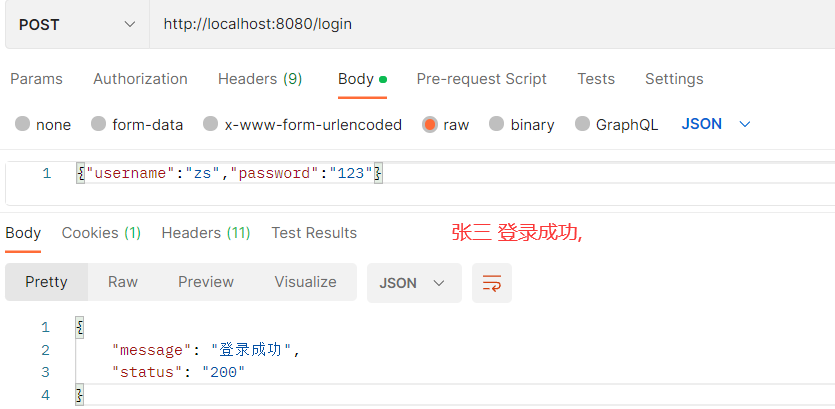 POST http://localhost:8080/login
Params Authorization Headers (9) Body Pre-request Script Tests Settings
none form-data x-www-form-urlencoded raw binary GraphQL JSON
1 {"username":"zs","password":"123"}
Body Cookies (1) Headers (11) Test Results 张三 登录成功,
Pretty Raw Preview Visualize JSON
1 {
2 "message": "登录成功",
3 "status": "200"
4 }